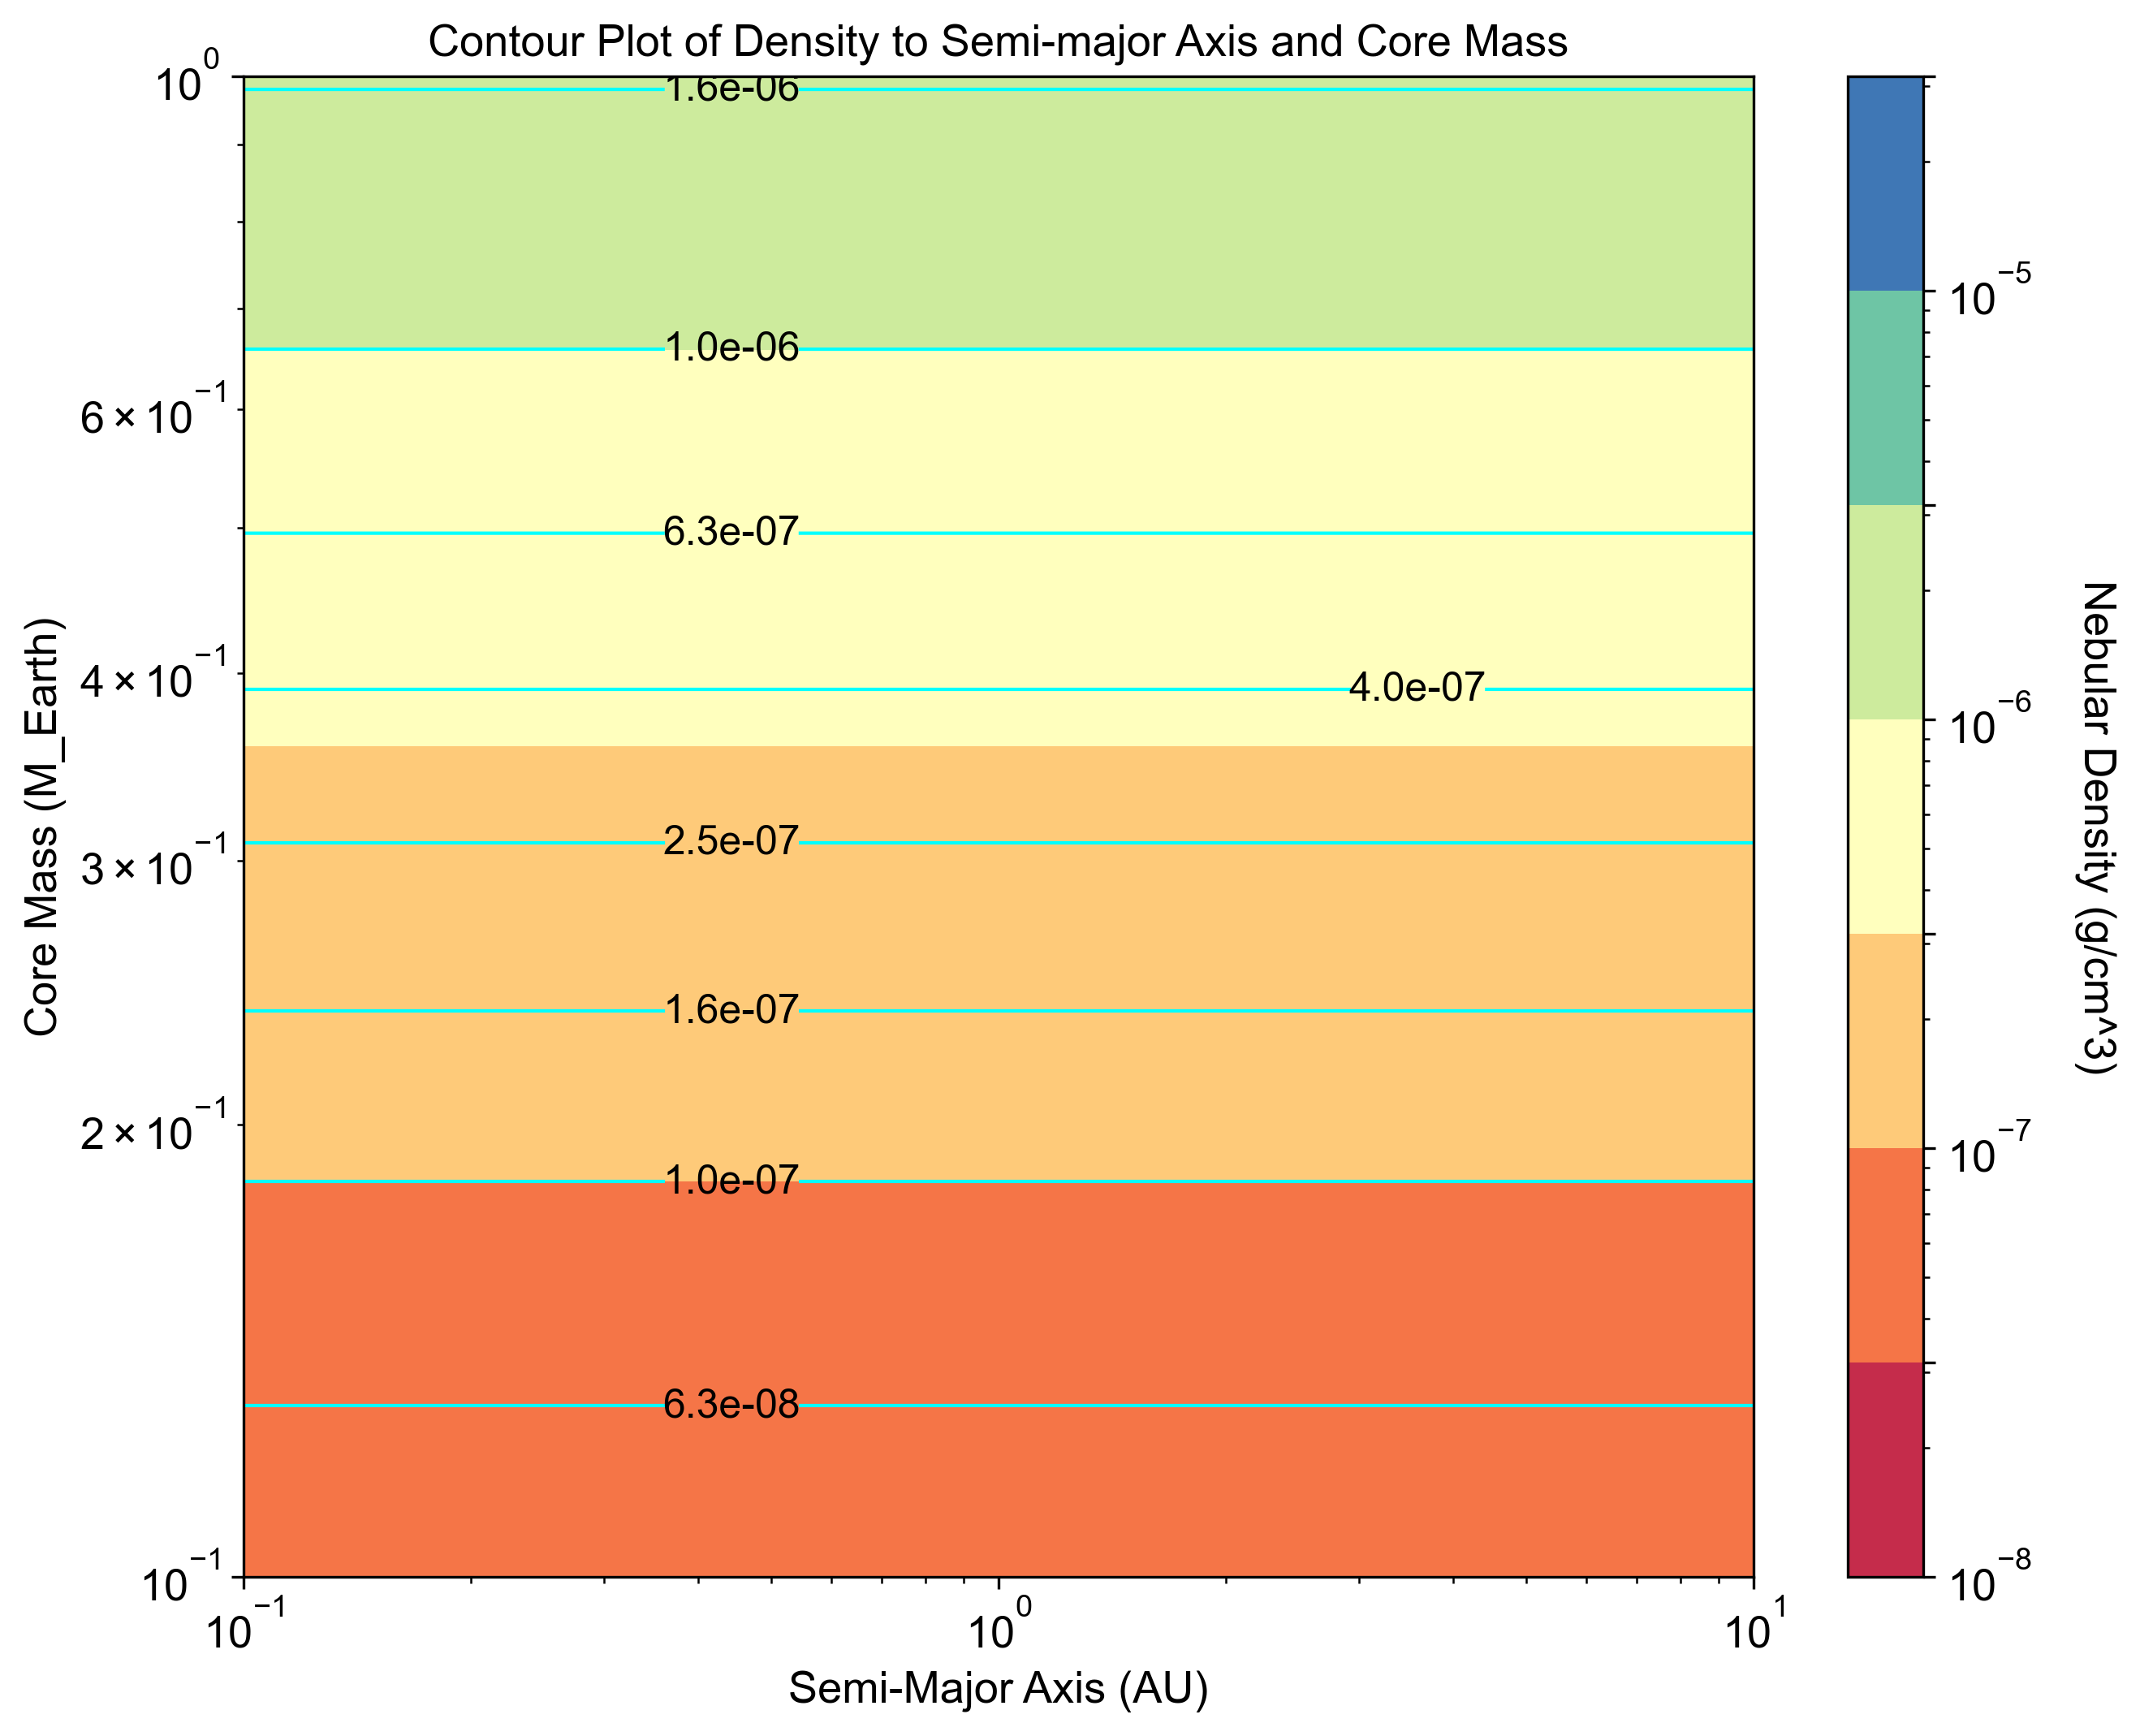 Contour Plot of Density to Semi-major Axis and Core Mass
10^0
6×10^−1
4×10^−1
3×10^−1
2×10^−1
10^−1
Core Mass (M_Earth)
1.6e-06
1.0e-06
6.3e-07
4.0e-07
2.5e-07
1.6e-07
1.0e-07
6.3e-08
10^−1
10^0
10^1
Semi-Major Axis (AU)
10^−5
10^−6
10^−7
10^−8
Nebular Density (g/cm^3)